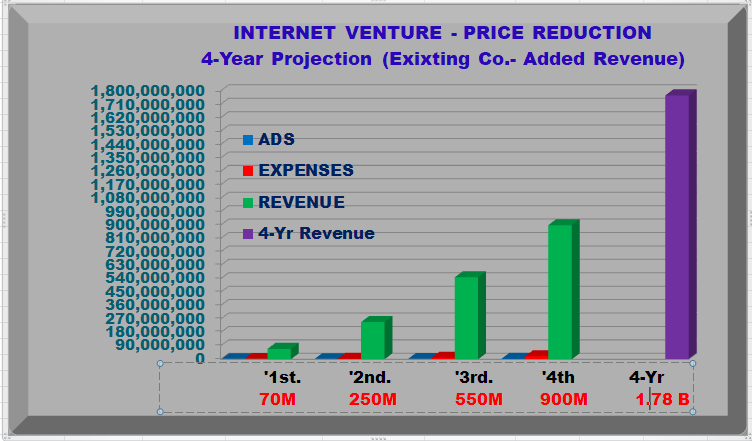 INTERNET VENTURE - PRICE REDUCTION
4-Year Projection (Exixting Co.- Added Revenue)
1,800,000,000
1,710,000,000
1,620,000,000
1,530,000,000
1,440,000,000
1,350,000,000
1,260,000,000
1,170,000,000
1,080,000,000
990,000,000
900,000,000
810,000,000
720,000,000
630,000,000
540,000,000
450,000,000
360,000,000
270,000,000
180,000,000
90,000,000
0
ADS
EXPENSES
REVENUE
4-Yr Revenue
'1st. '2nd. '3rd. '4th 4-Yr
70M 250M 550M 900M 1.78 B